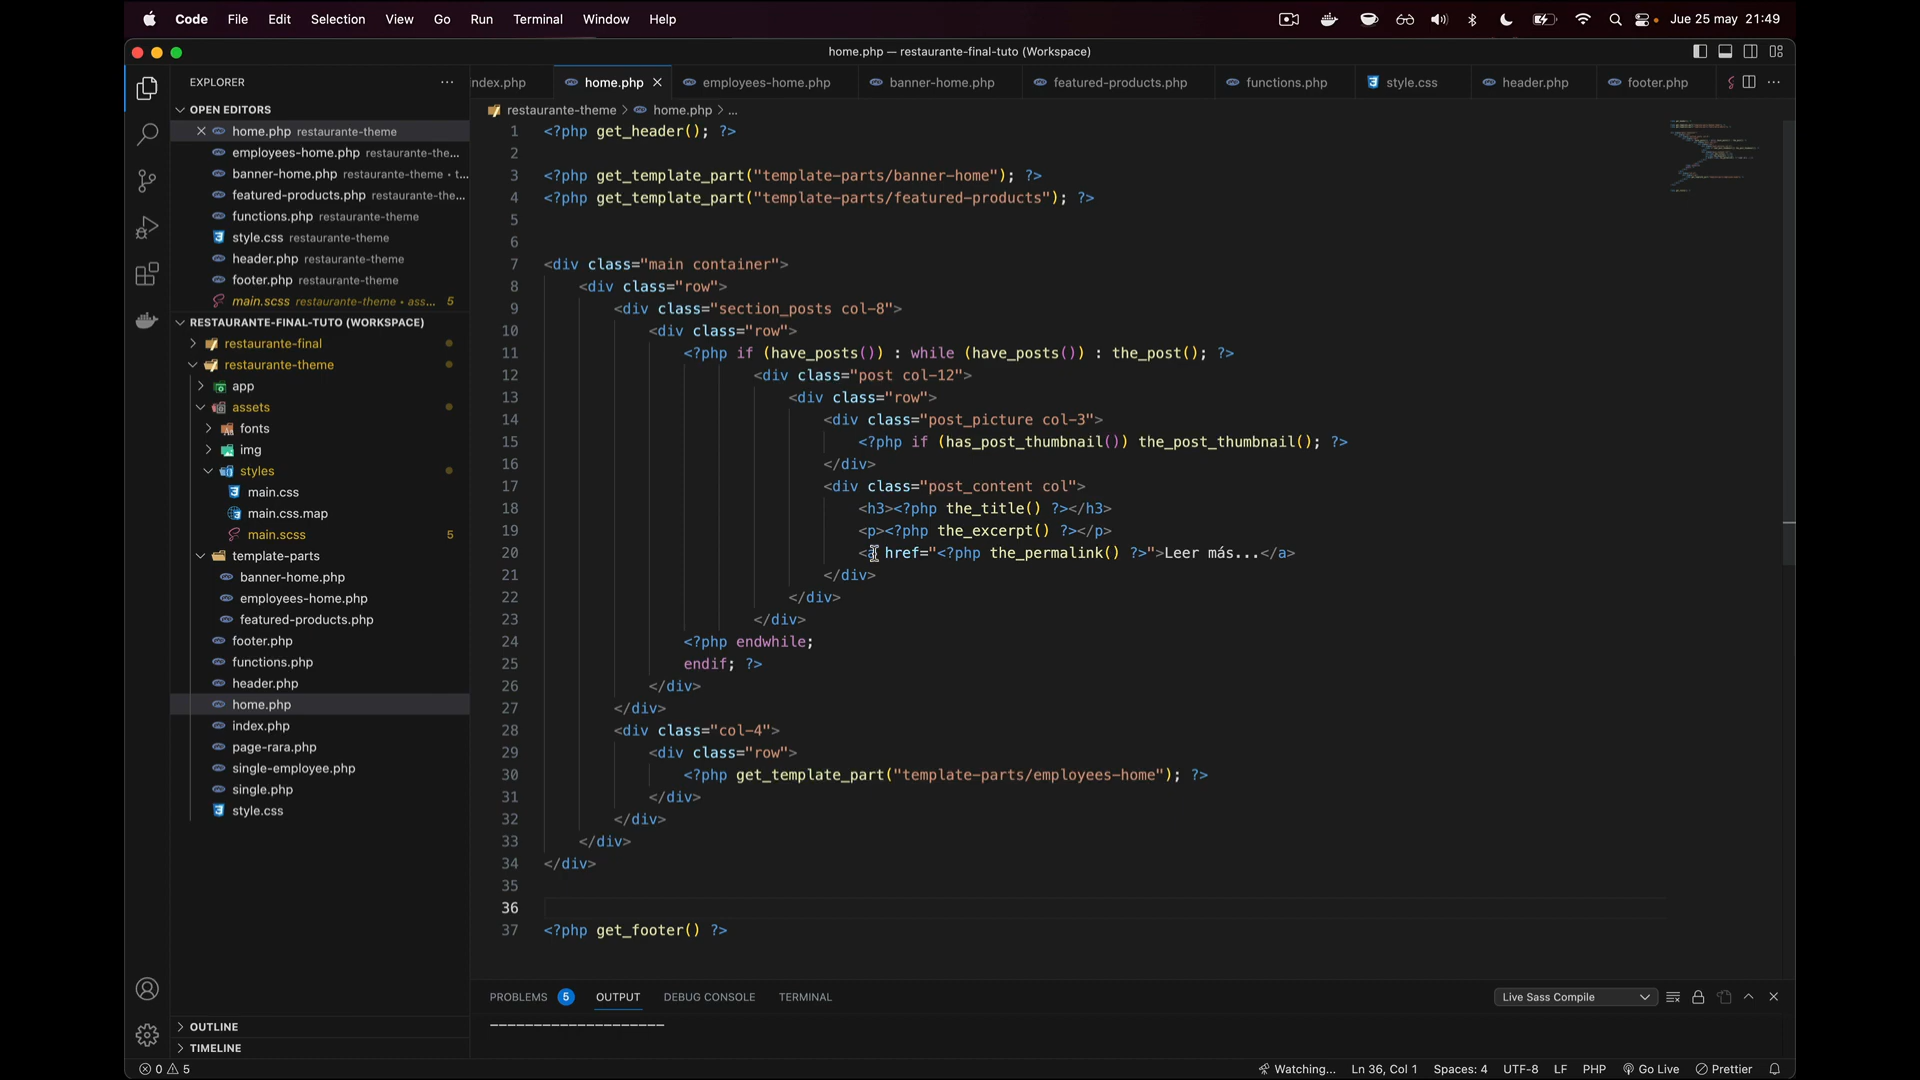 Code File Edit Selection View Go Run Terminal Window Help Jue 25 may 21:49
home.php — restaurante-final-tuto (Workspace)
EXPLORER
OPEN EDITORS
home.php restaurante-theme
employees-home.php restaurante-the...
banner-home.php restaurante-theme • t...
featured-products.php restaurante-the...
functions.php restaurante-theme
style.css restaurante-theme
header.php restaurante-theme
footer.php restaurante-theme
main.scss restaurante-theme • ass... 5
RESTAURANTE-FINAL-TUTO (WORKSPACE)
restaurante-final
restaurante-theme
app
assets
fonts
img
styles
main.css
main.css.map
main.scss 5
template-parts
banner-home.php
employees-home.php
featured-products.php
footer.php
functions.php
header.php
home.php
index.php
page-rara.php
single-employee.php
single.php
style.css
OUTLINE
TIMELINE
ndex.php home.php employees-home.php banner-home.php featured-products.php functions.php style.css header.php footer.php
restaurante-theme > home.php > ...
1 <?php get_header(); ?>
2
3 <?php get_template_part("template-parts/banner-home"); ?>
4 <?php get_template_part("template-parts/featured-products"); ?>
5
6
7 <div class="main container">
8 <div class="row">
9 <div class="section_posts col-8">
10 <div class="row">
11 <?php if (have_posts()) : while (have_posts()) : the_post(); ?>
12 <div class="post col-12">
13 <div class="row">
14 <div class="post_picture col-3">
15 <?php if (has_post_thumbnail()) the_post_thumbnail(); ?>
16 </div>
17 <div class="post_content col">
18 <h3><?php the_title() ?></h3>
19 <p><?php the_excerpt() ?></p>
20 <a href="<?php the_permalink() ?>">Leer más...</a>
21 </div>
22 </div>
23 </div>
24 <?php endwhile;
25 endif; ?>
26 </div>
27 </div>
28 <div class="col-4">
29 <div class="row">
30 <?php get_template_part("template-parts/employees-home"); ?>
31 </div>
32 </div>
33 </div>
34 </div>
35
36
37 <?php get_footer() ?>
PROBLEMS 5 OUTPUT DEBUG CONSOLE TERMINAL Live Sass Compile
--------------------
0 5 Watching... Ln 36, Col 1 Spaces: 4 UTF-8 LF PHP Go Live Prettier